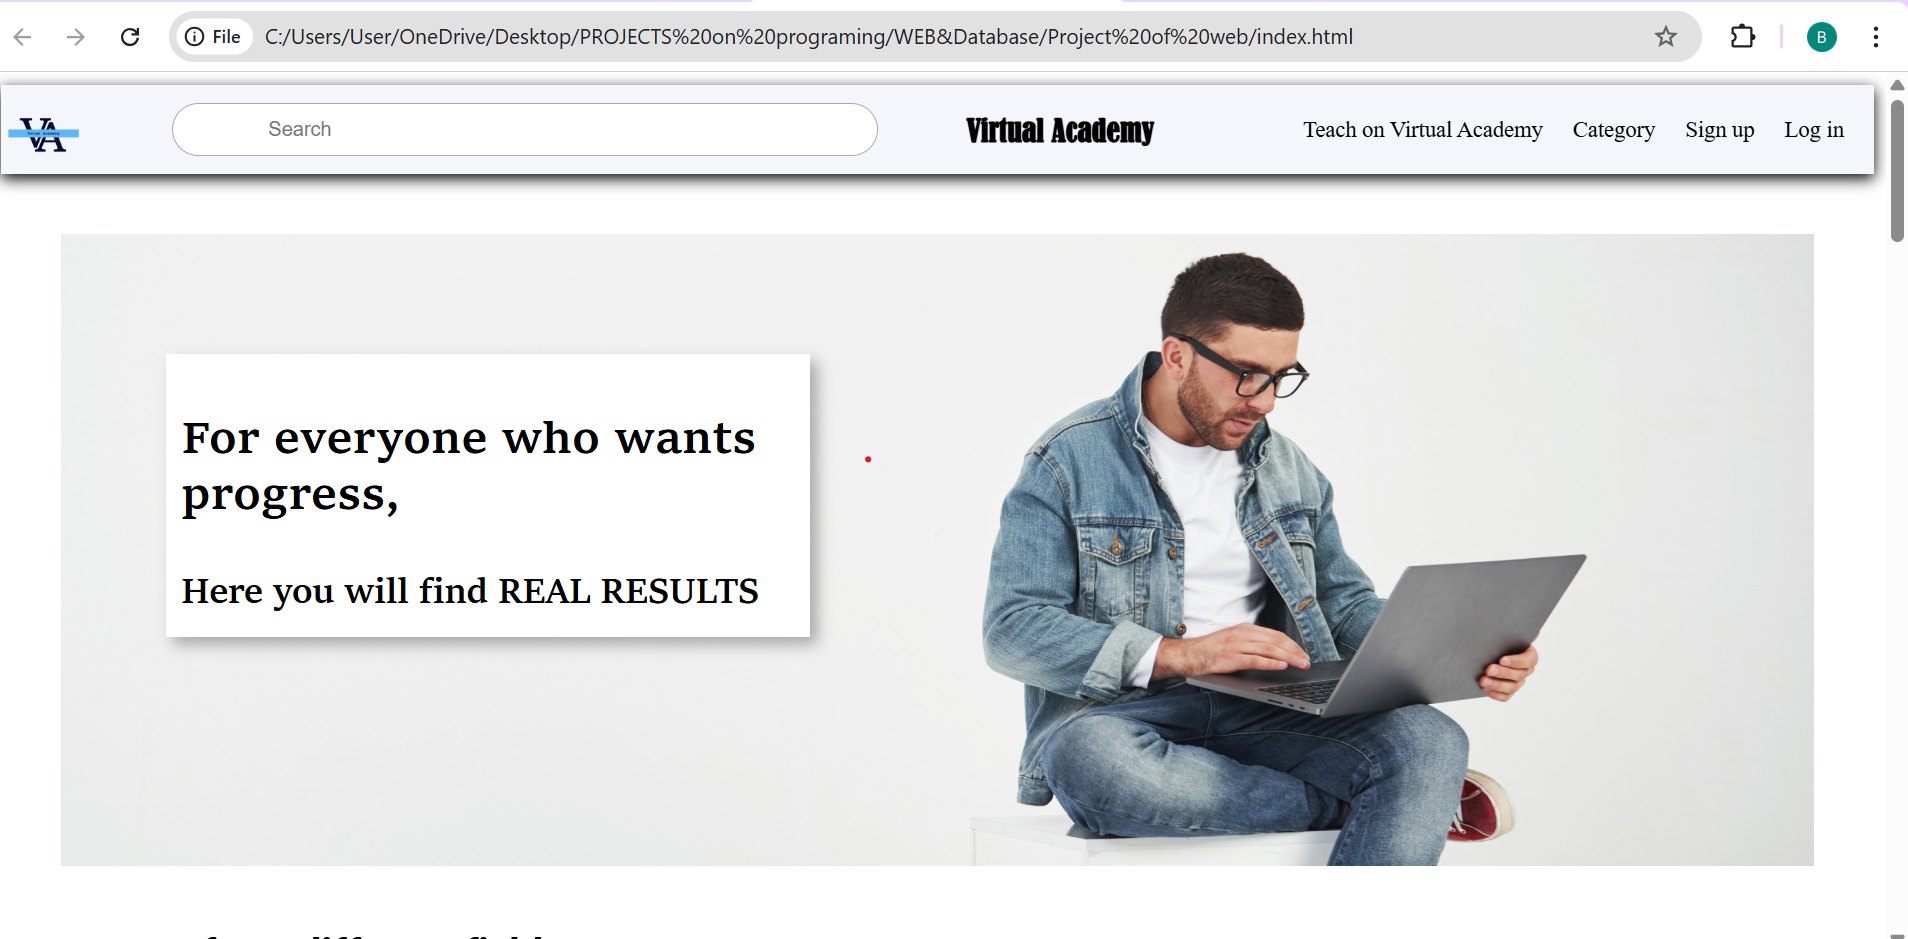 File C:/Users/User/OneDrive/Desktop/PROJECTS%20on%20programing/WEB&Database/Project%20of%20web/index.html
B
VA
Virtual Academy
Search
Virtual Academy
Teach on Virtual Academy
Category
Sign up
Log in
For everyone who wants
progress,
Here you will find REAL RESULTS